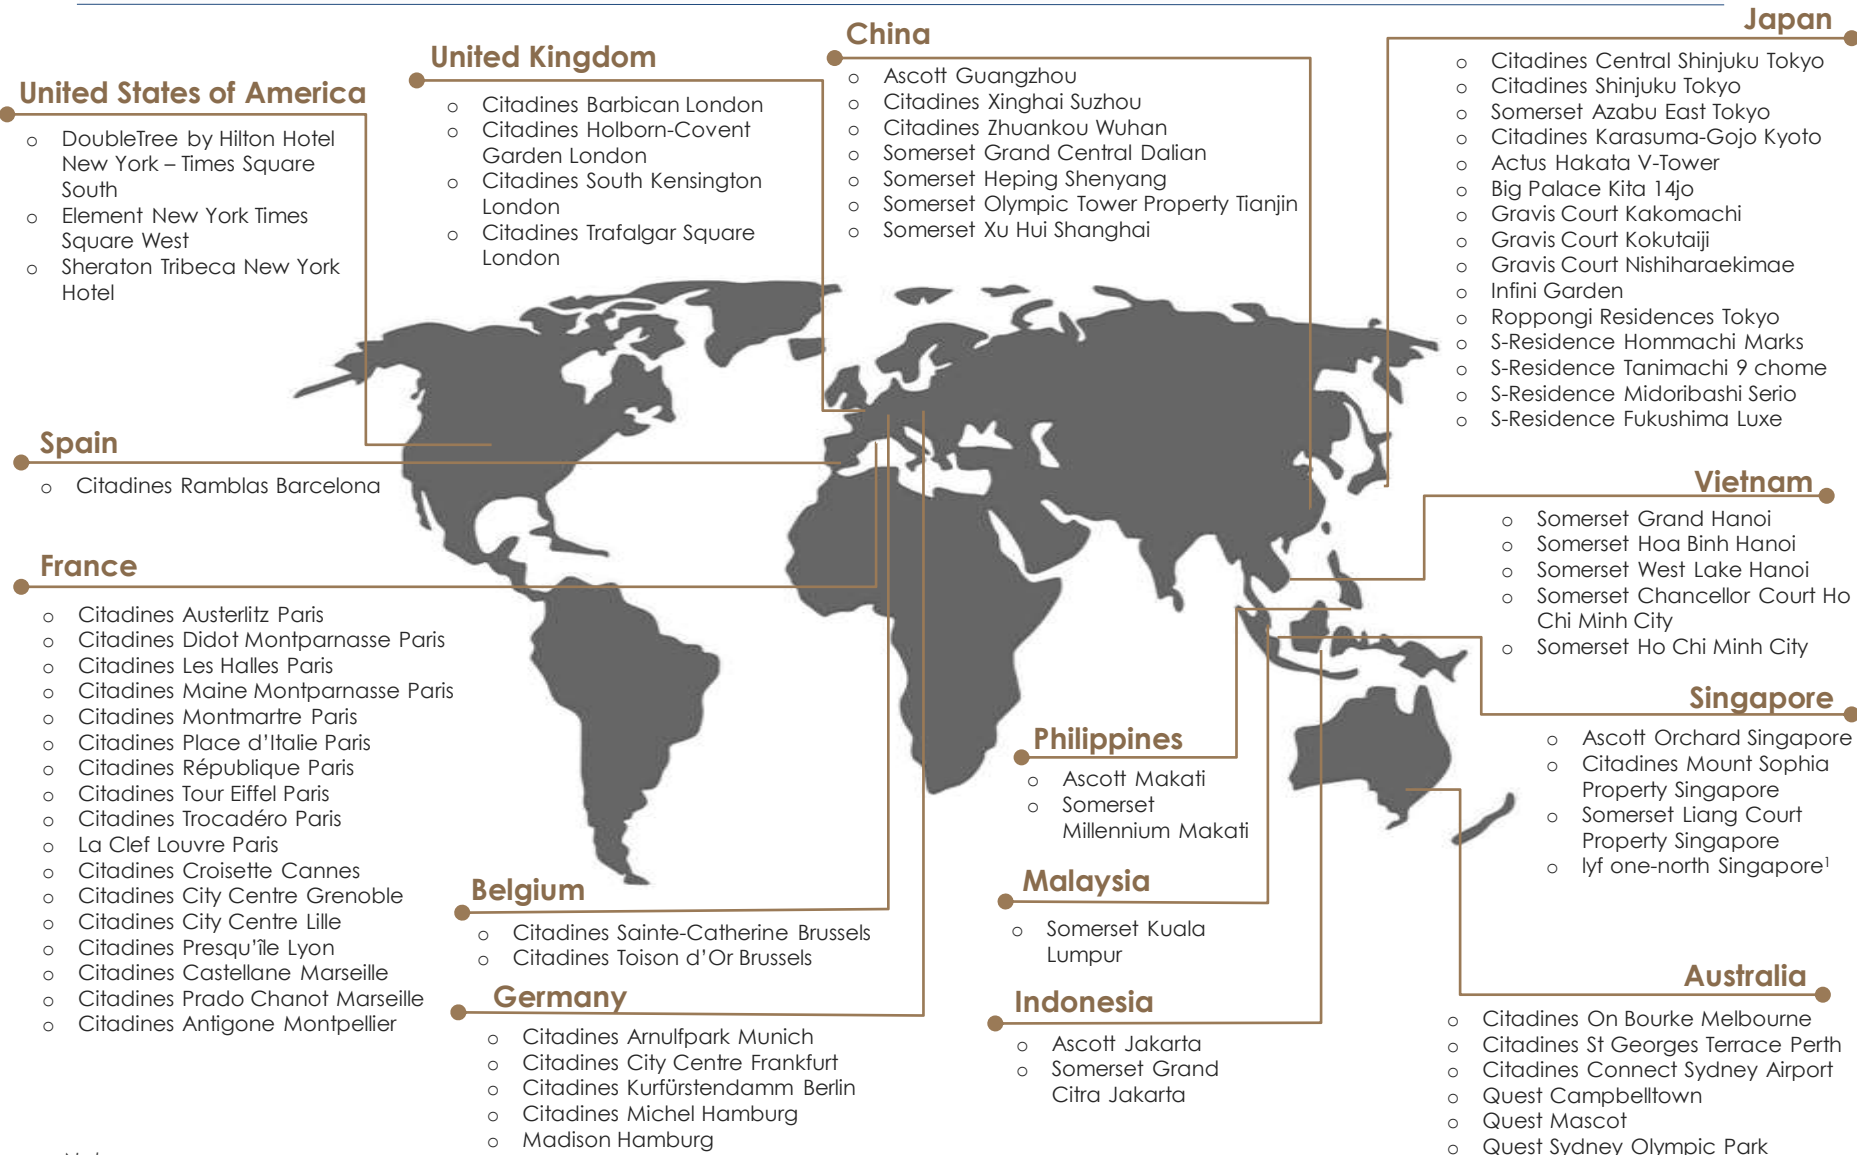 United States of America
○ DoubleTree by Hilton Hotel
New York – Times Square
South
○ Element New York Times
Square West
○ Sheraton Tribeca New York
Hotel
United Kingdom
○ Citadines Barbican London
○ Citadines Holborn-Covent
Garden London
○ Citadines South Kensington
London
○ Citadines Trafalgar Square
London
China
○ Ascott Guangzhou
○ Citadines Xinghai Suzhou
○ Citadines Zhuankou Wuhan
○ Somerset Grand Central Dalian
○ Somerset Heping Shenyang
○ Somerset Olympic Tower Property Tianjin
○ Somerset Xu Hui Shanghai
Japan
○ Citadines Central Shinjuku Tokyo
○ Citadines Shinjuku Tokyo
○ Somerset Azabu East Tokyo
○ Citadines Karasuma-Gojo Kyoto
○ Actus Hakata V-Tower
○ Big Palace Kita 14jo
○ Gravis Court Kakomachi
○ Gravis Court Kokutaiji
○ Gravis Court Nishiharaekimae
○ Infini Garden
○ Roppongi Residences Tokyo
○ S-Residence Hommachi Marks
○ S-Residence Tanimachi 9 chome
○ S-Residence Midoribashi Serio
○ S-Residence Fukushima Luxe
Spain
○ Citadines Ramblas Barcelona
France
○ Citadines Austerlitz Paris
○ Citadines Didot Montparnasse Paris
○ Citadines Les Halles Paris
○ Citadines Maine Montparnasse Paris
○ Citadines Montmartre Paris
○ Citadines Place d'Italie Paris
○ Citadines République Paris
○ Citadines Tour Eiffel Paris
○ Citadines Trocadéro Paris
○ La Clef Louvre Paris
○ Citadines Croisette Cannes
○ Citadines City Centre Grenoble
○ Citadines City Centre Lille
○ Citadines Presqu'île Lyon
○ Citadines Castellane Marseille
○ Citadines Prado Chanot Marseille
○ Citadines Antigone Montpellier
Belgium
○ Citadines Sainte-Catherine Brussels
○ Citadines Toison d'Or Brussels
Germany
○ Citadines Arnulfpark Munich
○ Citadines City Centre Frankfurt
○ Citadines Kurfürstendamm Berlin
○ Citadines Michel Hamburg
○ Madison Hamburg
Philippines
○ Ascott Makati
○ Somerset
Millennium Makati
Malaysia
○ Somerset Kuala
Lumpur
Indonesia
○ Ascott Jakarta
○ Somerset Grand
Citra Jakarta
Vietnam
○ Somerset Grand Hanoi
○ Somerset Hoa Binh Hanoi
○ Somerset West Lake Hanoi
○ Somerset Chancellor Court Ho
Chi Minh City
○ Somerset Ho Chi Minh City
Singapore
○ Ascott Orchard Singapore
○ Citadines Mount Sophia
Property Singapore
○ Somerset Liang Court
Property Singapore
○ lyf one-north Singapore¹
Australia
○ Citadines On Bourke Melbourne
○ Citadines St Georges Terrace Perth
○ Citadines Connect Sydney Airport
○ Quest Campbelltown
○ Quest Mascot
○ Quest Sydney Olympic Park